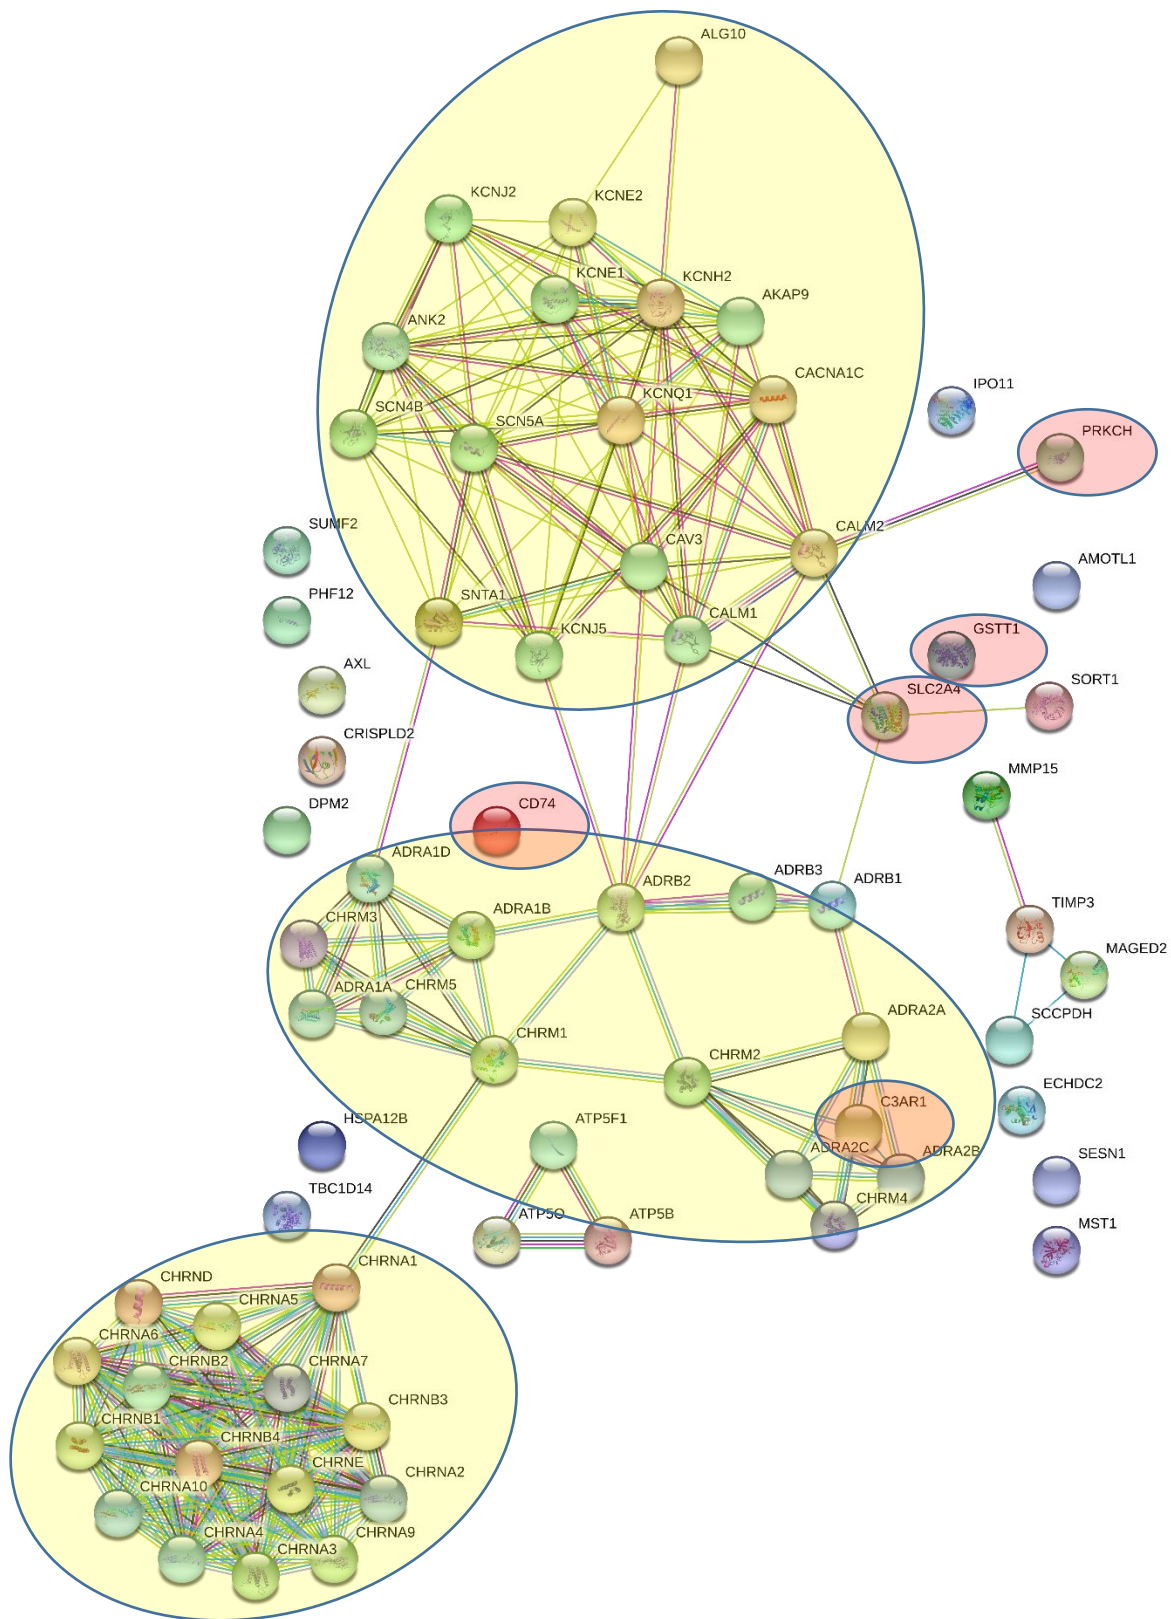 ALG10
KCNJ2
KCNE2
KCNE1
KCNH2
AKAP9
ANK2
CACNA1C
KCNQ1
IPO11
SCN4B
SCN5A
PRKCH
SUMF2
CALM2
CAV3
AMOTL1
PHF12
SNTA1
CALM1
KCNJ5
GSTT1
AXL
SLC2A4
SORT1
CRISPLD2
MMP15
DPM2
CD74
ADRA1D
ADRB3
ADRB2
ADRB1
CHRM3
ADRA1B
TIMP3
MAGED2
ADRA1A
CHRM5
ADRA2A
SCCPDH
CHRM1
CHRM2
ECHDC2
C3AR1
HSPA12B
ATP5F1
ADRA2C
ADRA2B
SESN1
TBC1D14
CHRM4
ATP5O
ATP5B
MST1
CHRNA1
CHRND
CHRNA5
CHRNA6
CHRNB2
CHRNA7
CHRNB3
CHRNB1
CHRNB4
CHRNE
CHRNA2
CHRNA10
CHRNA4
CHRNA9
CHRNA3